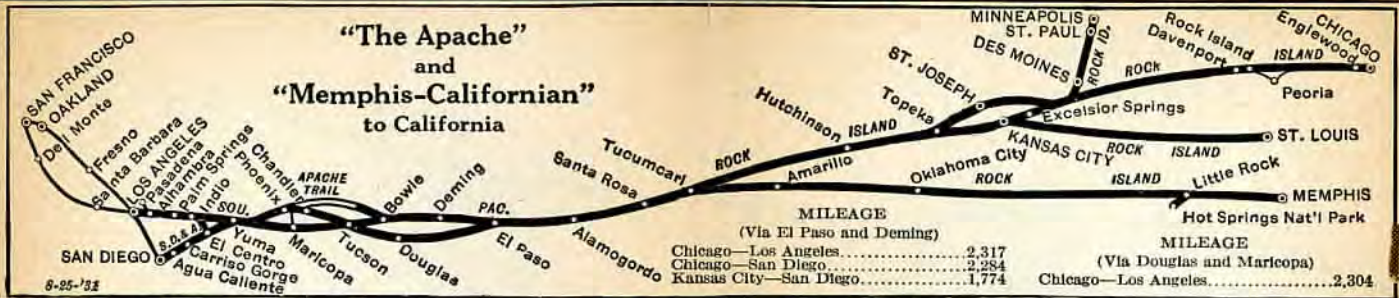 "The Apache"
and
"Memphis-Californian"
to California
SAN FRANCISCO
OAKLAND
Del Monte
Fresno
Santa Barbara
LOS ANGELES
Pasadena
Alhambra
Palm Springs
Indio
SOU.
S.D.& A.
SAN DIEGO
Agua Caliente
Carriso Gorge
El Centro
Yuma
Chandler
Phoenix
APACHE
TRAIL
Maricopa
Tucson
Bowie
Douglas
Deming
PAC.
El Paso
Alamogordo
Santa Rosa
Tucumcari
ROCK
ISLAND
Hutchinson
Amarillo
Topeka
ST. JOSEPH
KANSAS CITY
Excelsior Springs
DES MOINES
MINNEAPOLIS
ST. PAUL
ROCK ID.
ROCK
ISLAND
Rock Island
Davenport
Peoria
Englewood
CHICAGO
ROCK
ISLAND
ST. LOUIS
Oklahoma City
ROCK
ISLAND
Little Rock
MEMPHIS
Hot Springs Nat'l Park
MILEAGE
(Via El Paso and Deming)
Chicago—Los Angeles....................2,317
Chicago—San Diego......................2,284
Kansas City—San Diego..................1,774
MILEAGE
(Via Douglas and Maricopa)
Chicago—Los Angeles....................2,304